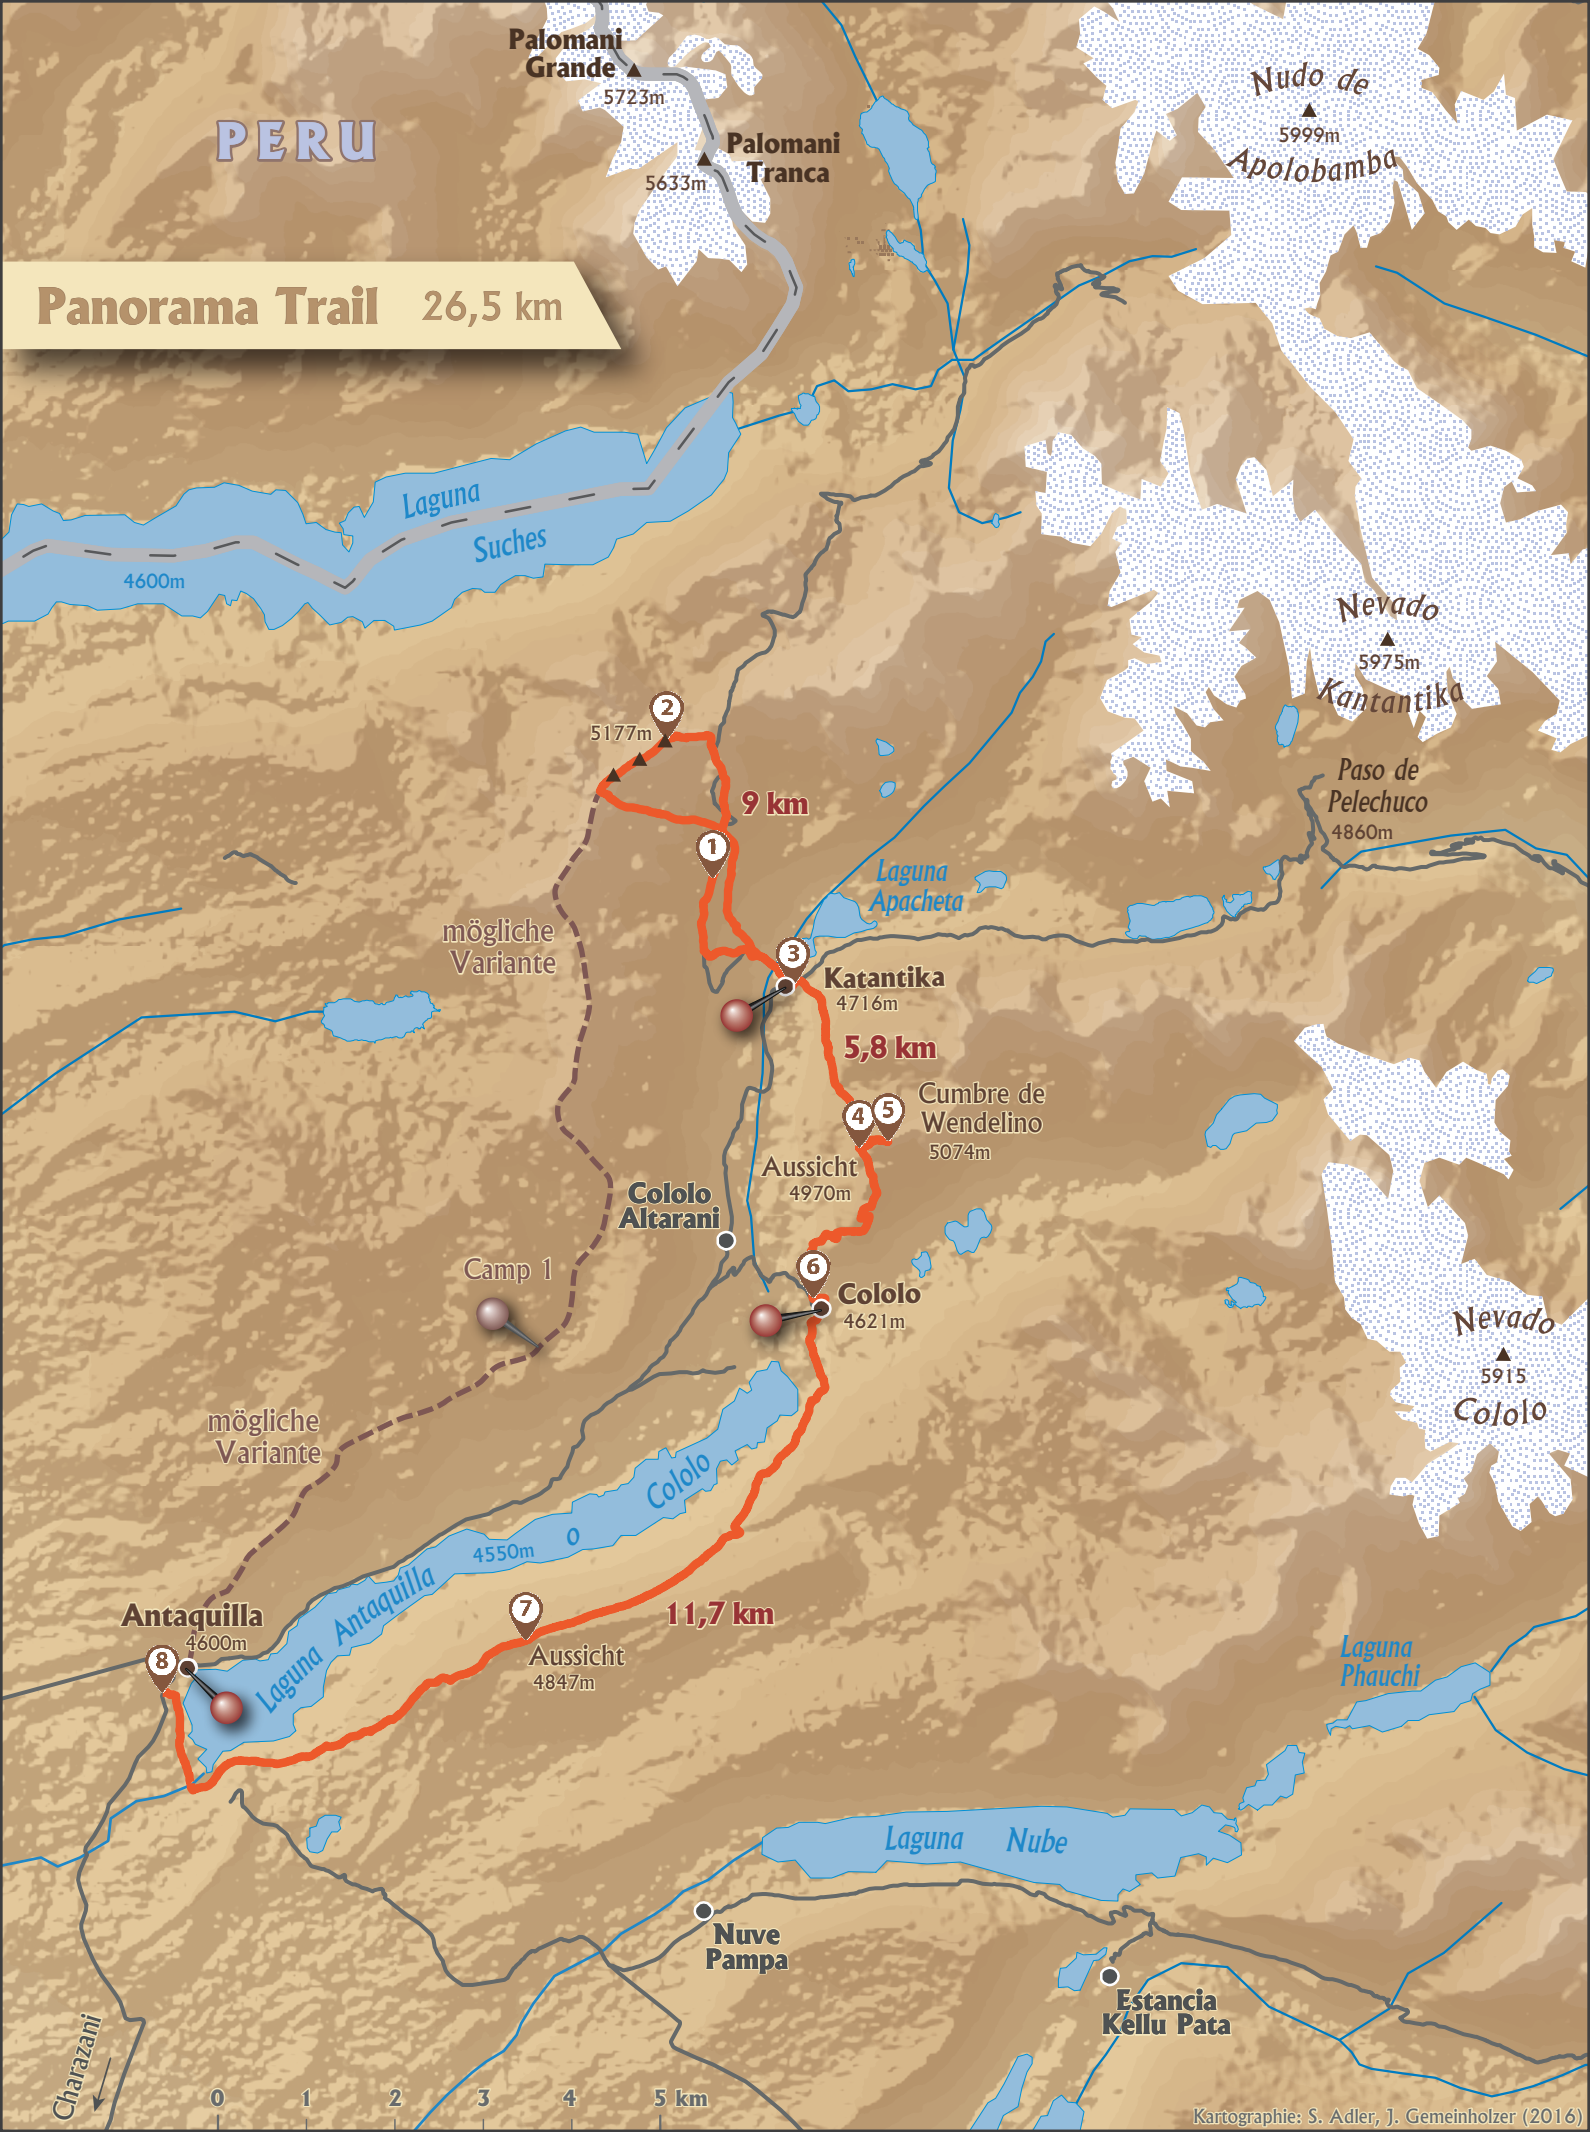 Palomani
Grande
5723m
PERU
Palomani
Tranca
5633m
Nudo de
5999m
Apolobamba
Panorama Trail 26,5 km
Laguna
Suches
4600m
Nevado
5975m
Kantantika
2
5177m
Paso de
Pelechuco
4860m
9 km
1
Laguna
Apacheta
mögliche
Variante
3
Katantika
4716m
5,8 km
4
5
Cumbre de
Wendelino
5074m
Aussicht
4970m
Cololo
Altarani
Camp 1
6
Cololo
4621m
Nevado
5915
Cololo
mögliche
Variante
Laguna Antaquilla o Cololo
4550m
Antaquilla
4600m
8
7
Aussicht
4847m
11,7 km
Laguna
Phauchi
Laguna Nube
Nuve
Pampa
Estancia
Kellu Pata
Charazani
0 1 2 3 4 5 km
Kartographie: S. Adler, J. Gemeinholzer (2016)